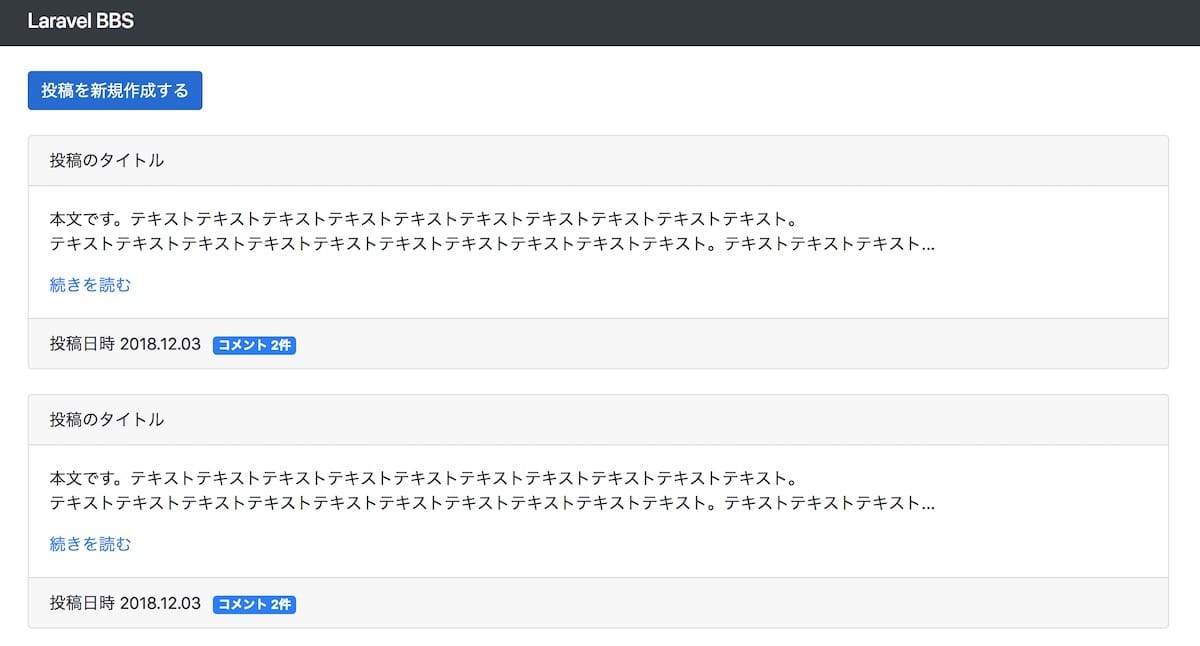 Laravel BBS
投稿を新規作成する
投稿のタイトル
本文です。テキストテキストテキストテキストテキストテキストテキストテキストテキストテキスト。
テキストテキストテキストテキストテキストテキストテキストテキストテキストテキスト。テキストテキストテキスト...
続きを読む
投稿日時 2018.12.03 コメント 2件
投稿のタイトル
本文です。テキストテキストテキストテキストテキストテキストテキストテキストテキストテキスト。
テキストテキストテキストテキストテキストテキストテキストテキストテキストテキスト。テキストテキストテキスト...
続きを読む
投稿日時 2018.12.03 コメント 2件